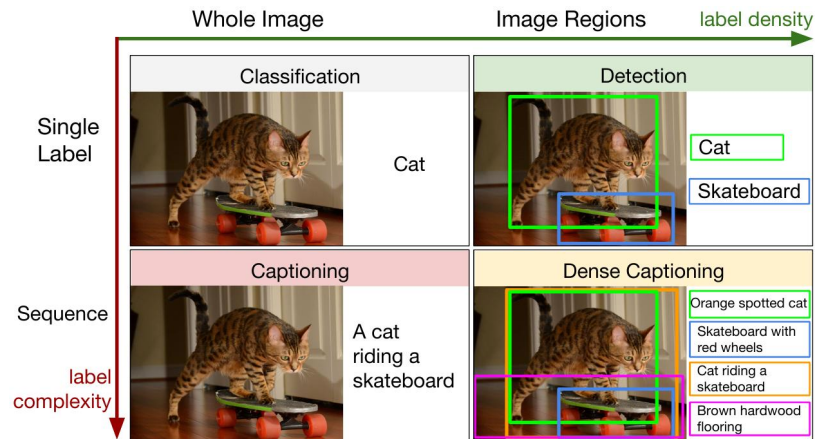 Whole Image
Image Regions
label density
Single
Label
Classification
Cat
Detection
Cat
Skateboard
Sequence
label
complexity
Captioning
A cat
riding a
skateboard
Dense Captioning
Orange spotted cat
Skateboard with
red wheels
Cat riding a
skateboard
Brown hardwood
flooring